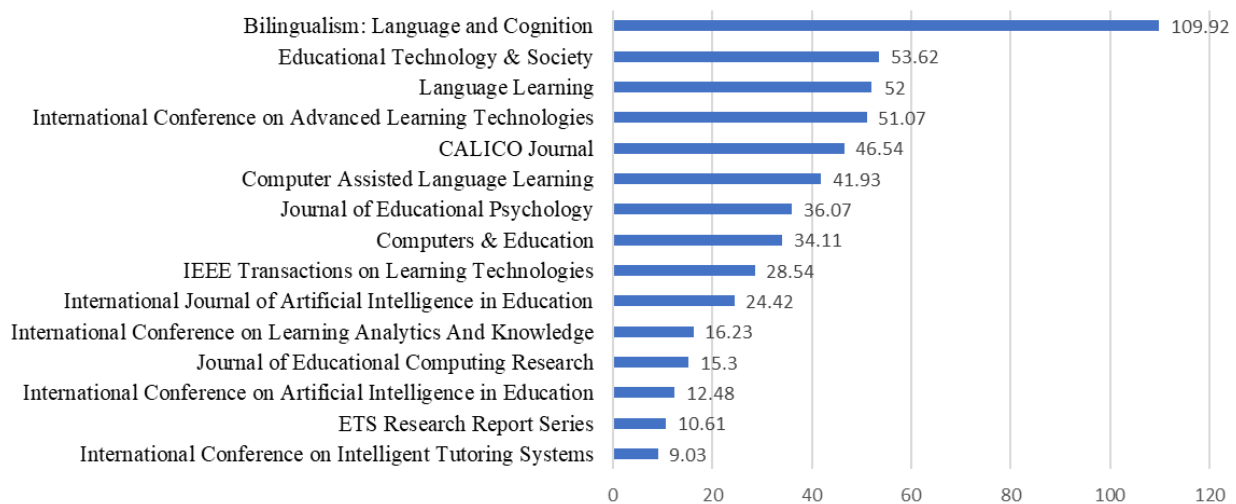 Bilingualism: Language and Cognition 109.92
Educational Technology & Society 53.62
Language Learning 52
International Conference on Advanced Learning Technologies 51.07
CALICO Journal 46.54
Computer Assisted Language Learning 41.93
Journal of Educational Psychology 36.07
Computers & Education 34.11
IEEE Transactions on Learning Technologies 28.54
International Journal of Artificial Intelligence in Education 24.42
International Conference on Learning Analytics And Knowledge 16.23
Journal of Educational Computing Research 15.3
International Conference on Artificial Intelligence in Education 12.48
ETS Research Report Series 10.61
International Conference on Intelligent Tutoring Systems 9.03
0 20 40 60 80 100 120